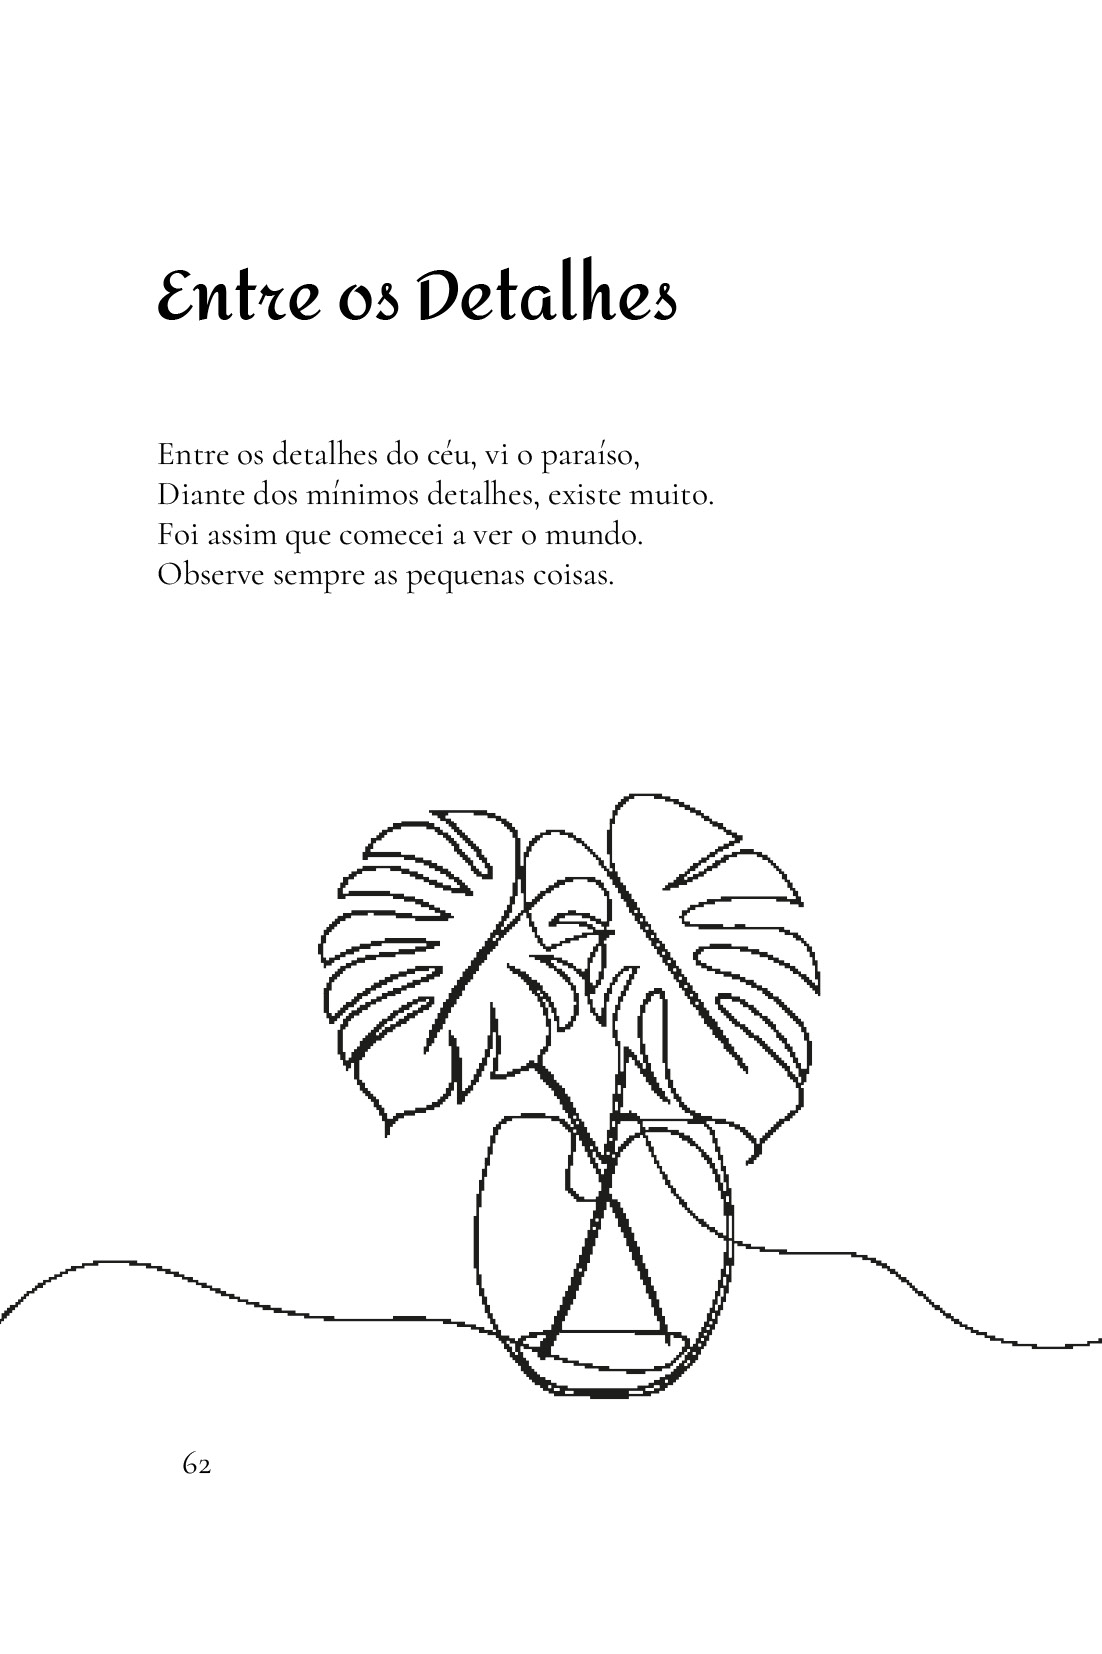 Entre os Detalhes
Entre os detalhes do céu, vi o paraíso,
Diante dos mínimos detalhes, existe muito.
Foi assim que comecei a ver o mundo.
Observe sempre as pequenas coisas.
62